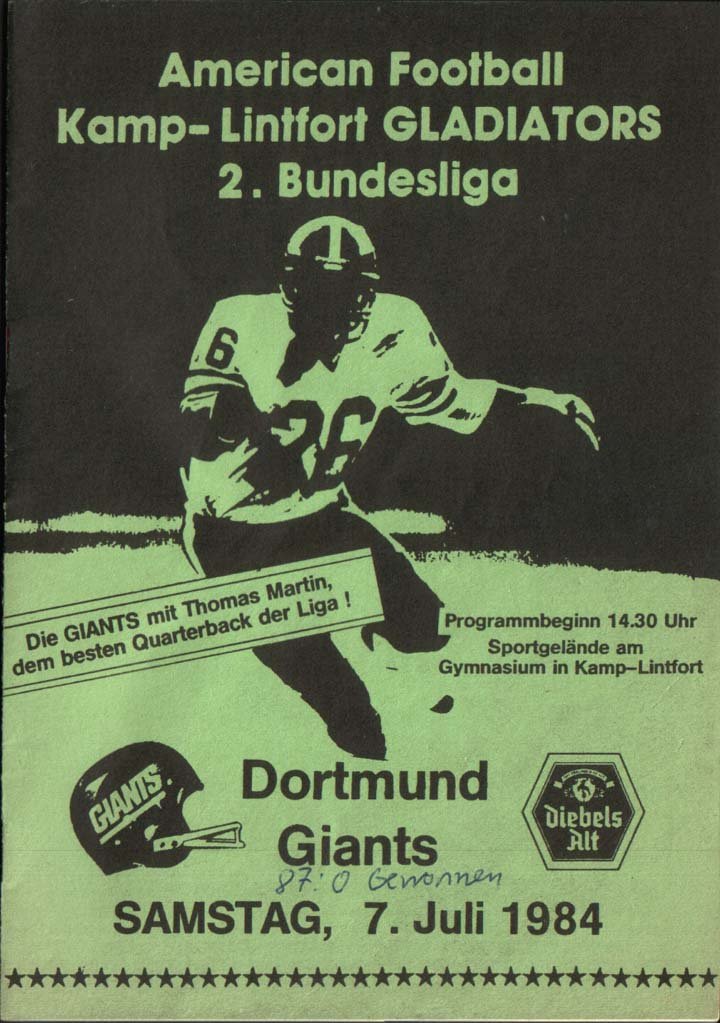 American Football
Kamp-Lintfort GLADIATORS
2. Bundesliga
6
26
Die GIANTS mit Thomas Martin,
dem besten Quarterback der Liga !
Programmbeginn 14.30 Uhr
Sportgelände am
Gymnasium in Kamp-Lintfort
GIANTS
Dortmund
Giants
Diebels
Alt
87:0 Gewonnen
SAMSTAG, 7. Juli 1984